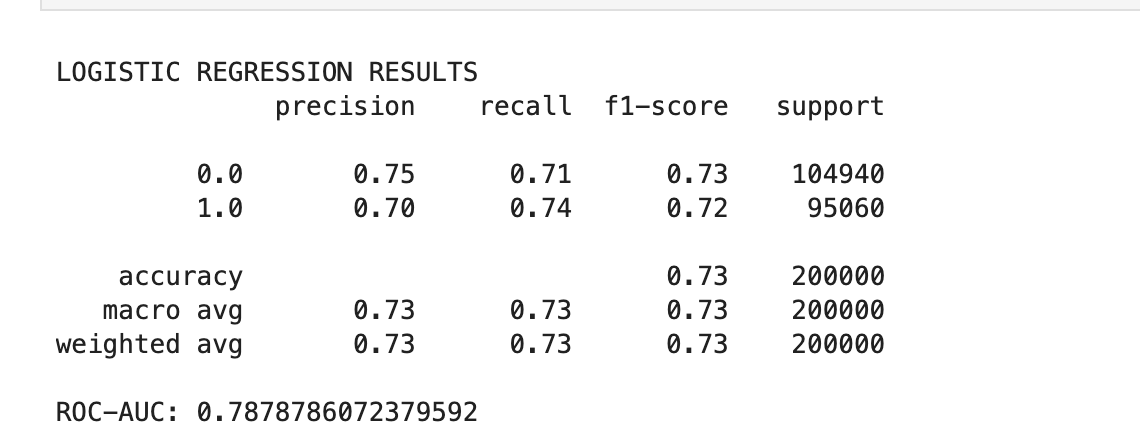 LOGISTIC REGRESSION RESULTS
precision recall f1-score support
0.0 0.75 0.71 0.73 104940
1.0 0.70 0.74 0.72 95060
accuracy 0.73 200000
macro avg 0.73 0.73 0.73 200000
weighted avg 0.73 0.73 0.73 200000
ROC-AUC: 0.7878786072379592